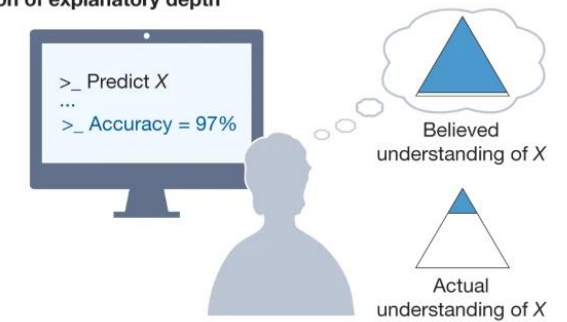 of explanatory depth
>_ Predict X
...
>_ Accuracy = 97%
Believed
understanding of X
Actual
understanding of X